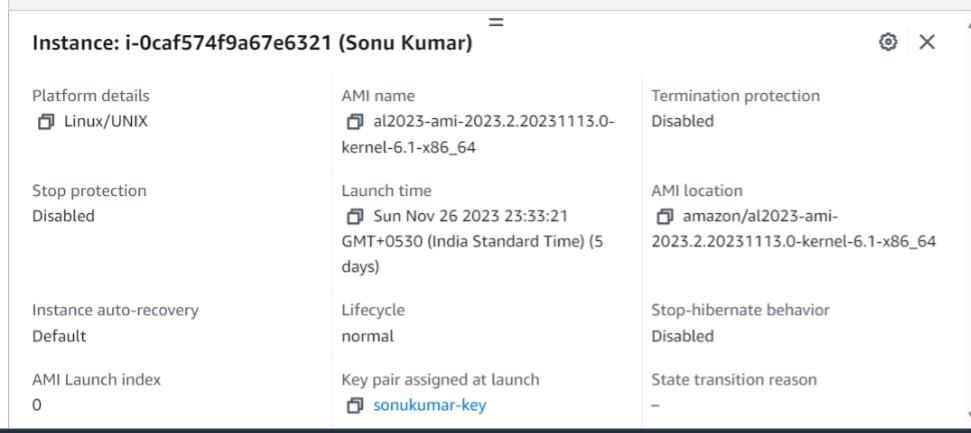 Instance: i-0caf574f9a67e6321 (Sonu Kumar)
Platform details
Linux/UNIX
AMI name
al2023-ami-2023.2.20231113.0-
kernel-6.1-x86_64
Termination protection
Disabled
Stop protection
Disabled
Launch time
Sun Nov 26 2023 23:33:21
GMT+0530 (India Standard Time) (5
days)
AMI location
amazon/al2023-ami-
2023.2.20231113.0-kernel-6.1-x86_64
Instance auto-recovery
Default
Lifecycle
normal
Stop-hibernate behavior
Disabled
AMI Launch index
0
Key pair assigned at launch
sonukumar-key
State transition reason
–